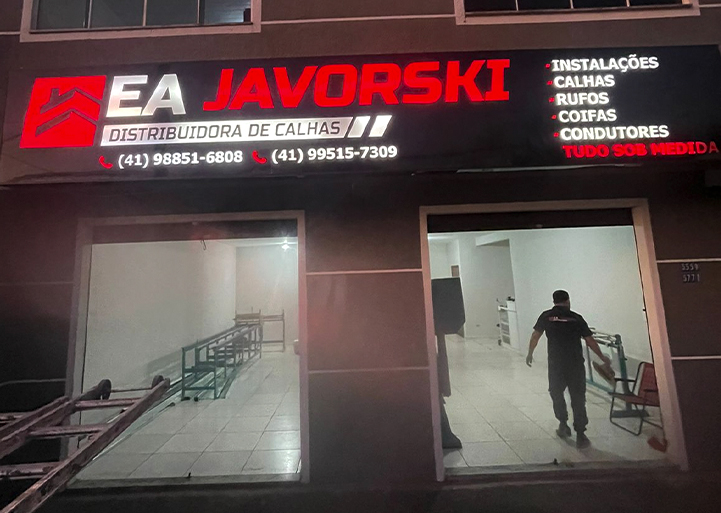 EA JAVORSKI
DISTRIBUIDORA DE CALHAS
(41) 98851-6808 (41) 99515-7309
-INSTALAÇÕES
-CALHAS
-RUFOS
-COIFAS
-CONDUTORES
TUDO SOB MEDIDA